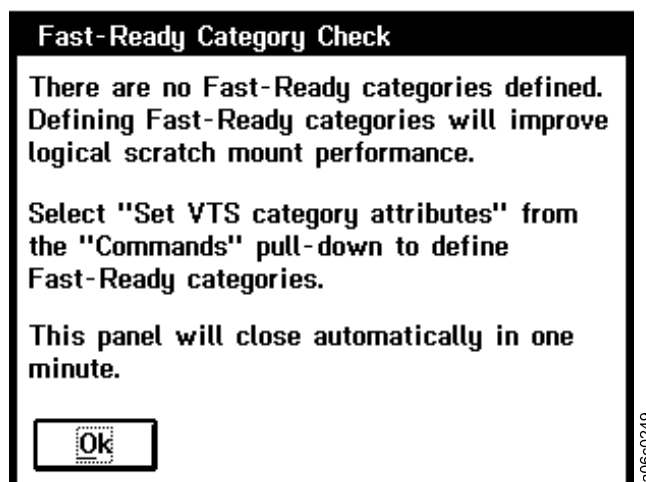 Fast-Ready Category Check
There are no Fast-Ready categories defined.
Defining Fast-Ready categories will improve
logical scratch mount performance.
Select "Set VTS category attributes" from
the "Commands" pull-down to define
Fast-Ready categories.
This panel will close automatically in one
minute.
Ok
a06c0249